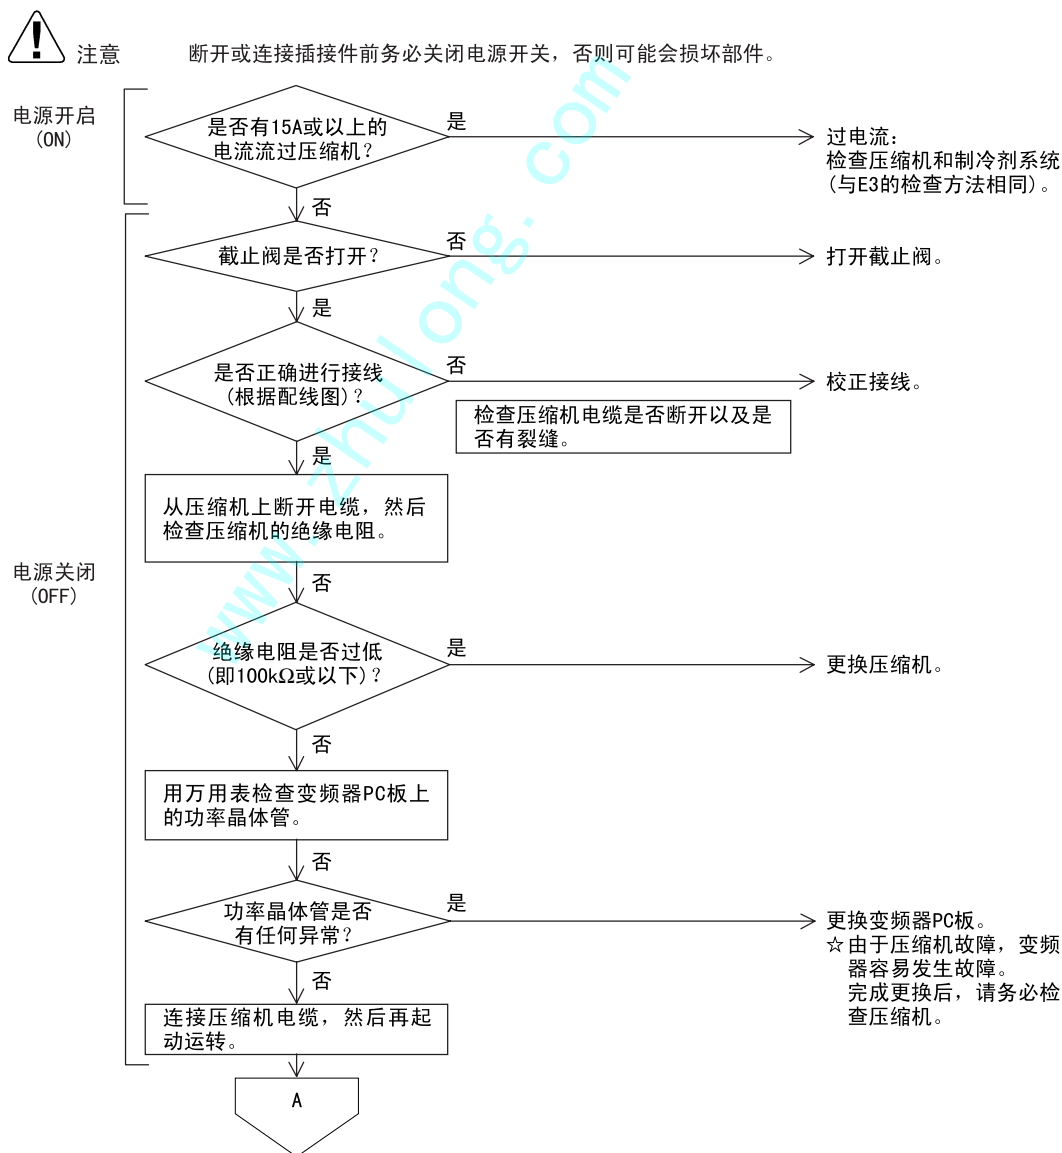 注意
断开或连接插接件前务必关闭电源开关，否则可能会损坏部件。
电源开启
(ON)
是否有15A或以上的
电流流过压缩机？
是
过电流：
检查压缩机和制冷剂系统
(与E3的检查方法相同)。
否
截止阀是否打开？
否
打开截止阀。
是
是否正确进行接线
(根据配线图)？
否
校正接线。
检查压缩机电缆是否断开以及是
否有裂缝。
是
从压缩机上断开电缆，然后
检查压缩机的绝缘电阻。
电源关闭
(OFF)
否
绝缘电阻是否过低
(即100kΩ或以下)？
是
更换压缩机。
否
用万用表检查变频器PC板上
的功率晶体管。
否
功率晶体管是否
有任何异常？
是
更换变频器PC板。
☆由于压缩机故障，变频
器容易发生故障。
完成更换后，请务必检
查压缩机。
否
连接压缩机电缆，然后再起
动运转。
A
www.zhulong.com